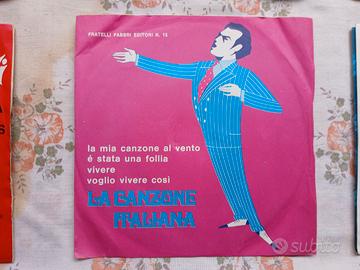 FRATELLI FABBRI EDITORI N. 15
la mia canzone al vento
é stata una follia
vivere
voglio vivere così
LA CANZONE
ITALIANA
subito